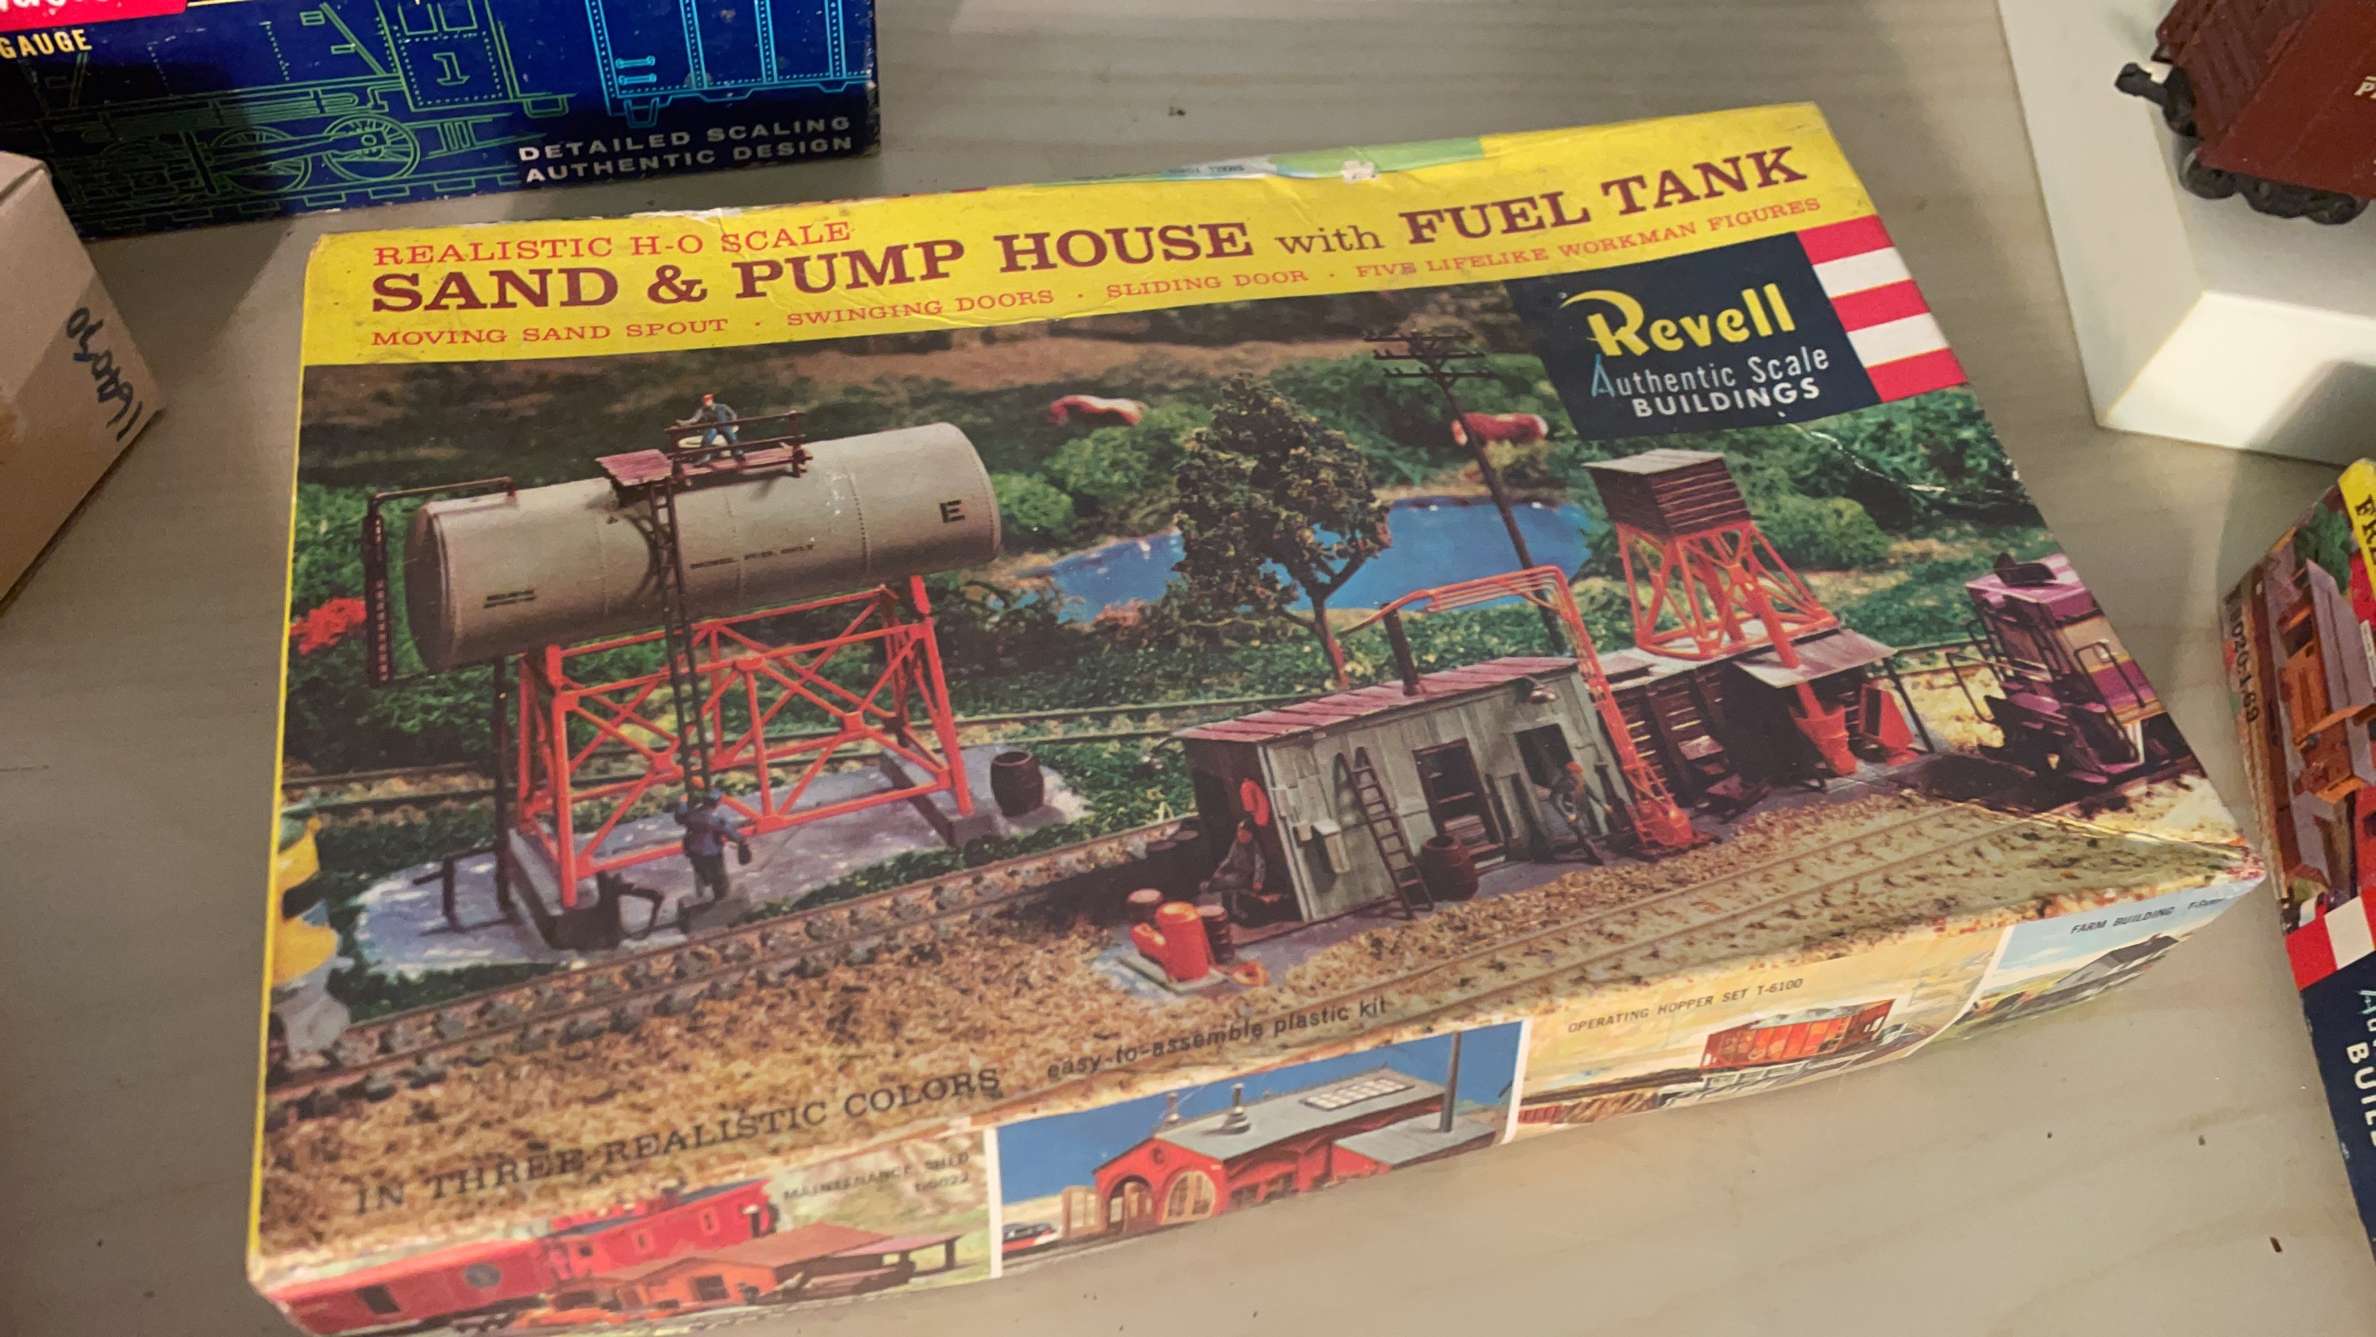 GAUGE
1
DETAILED SCALING
AUTHENTIC DESIGN
REALISTIC H-O SCALE
SAND & PUMP HOUSE with FUEL TANK
MOVING SAND SPOUT · SWINGING DOORS · SLIDING DOOR · FIVE LIFELIKE WORKMAN FIGURES
Revell
Authentic Scale
BUILDINGS
E
IN THREE REALISTIC COLORS
easy-to-assemble plastic kit
MAINTENANCE SHED
OPERATING HOPPER SET T-6100
FARM BUILDING